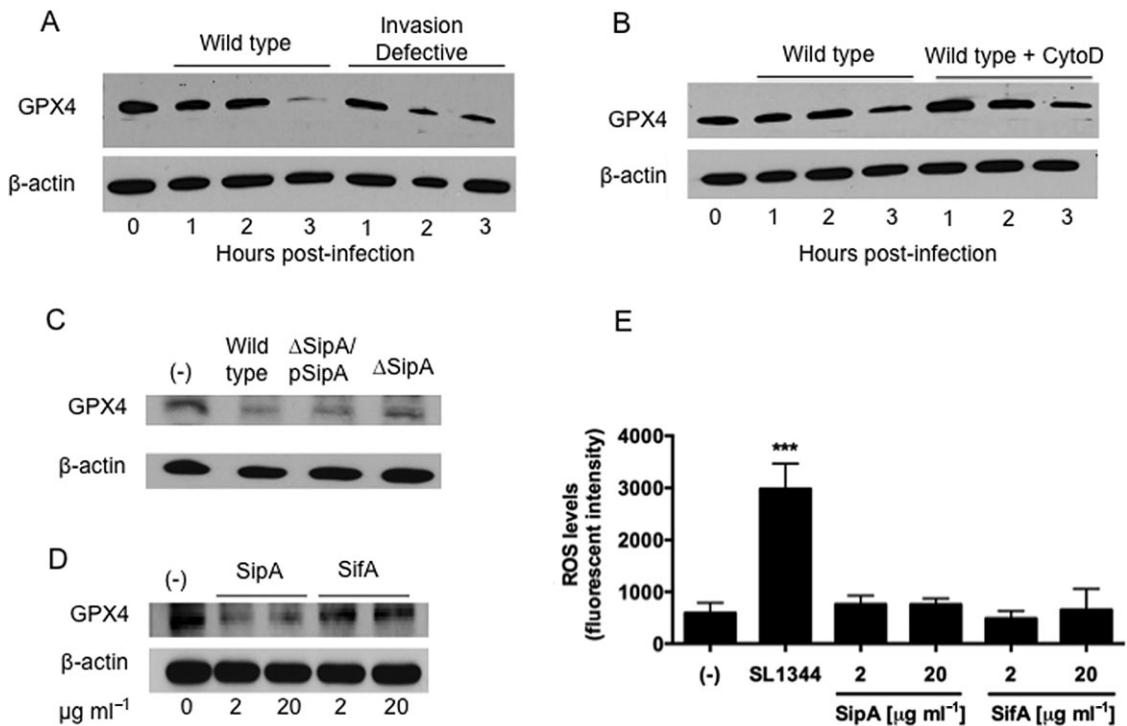 A
Wild type
Invasion
Defective
GPX4
β-actin
0 1 2 3 1 2 3
Hours post-infection
B
Wild type
Wild type + CytoD
GPX4
β-actin
0 1 2 3 1 2 3
Hours post-infection
C
(-)
Wild
type
ΔSipA/
pSipA
ΔSipA
GPX4
β-actin
D
(-)
SipA
SifA
GPX4
β-actin
µg ml⁻¹ 0 2 20 2 20
E
ROS levels
(fluorescent intensity)
4000
3000
2000
1000
0
***
(-) SL1344 2 20 2 20
SipA [µg ml⁻¹] SifA [µg ml⁻¹]